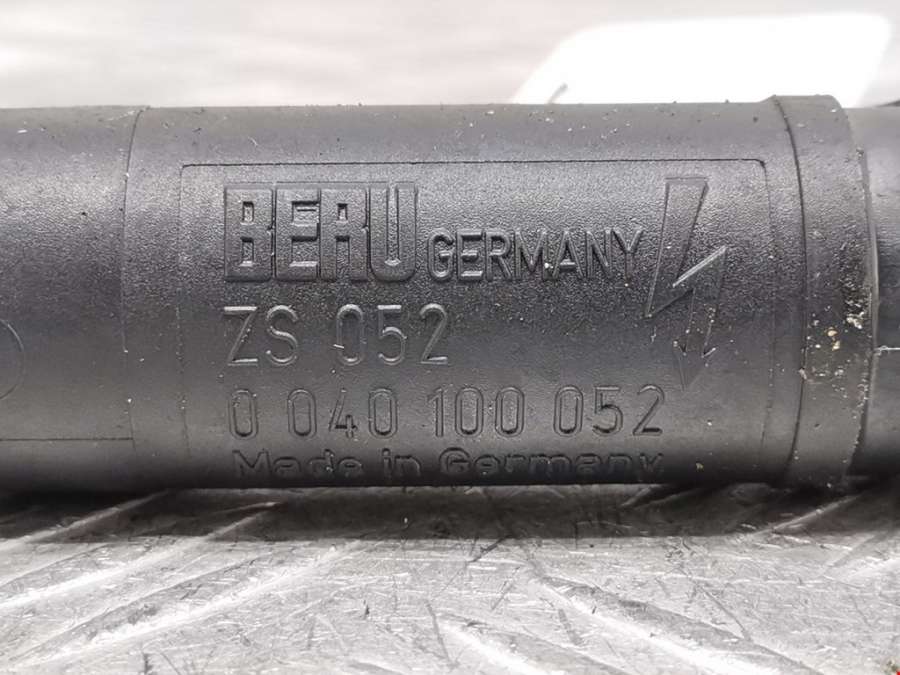 BERU GERMANY
ZS 052
0 040 100 052
Made in Germany